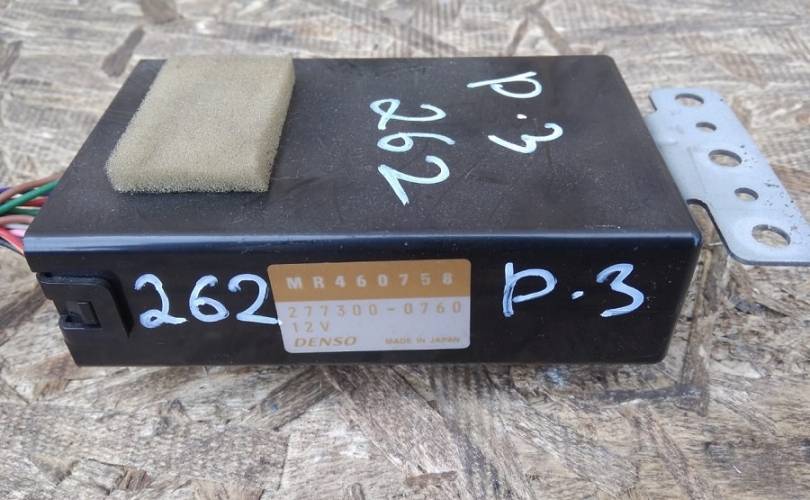 р.3
262
262
MR460758
277300-0760
12V
DENSO MADE IN JAPAN
р.3